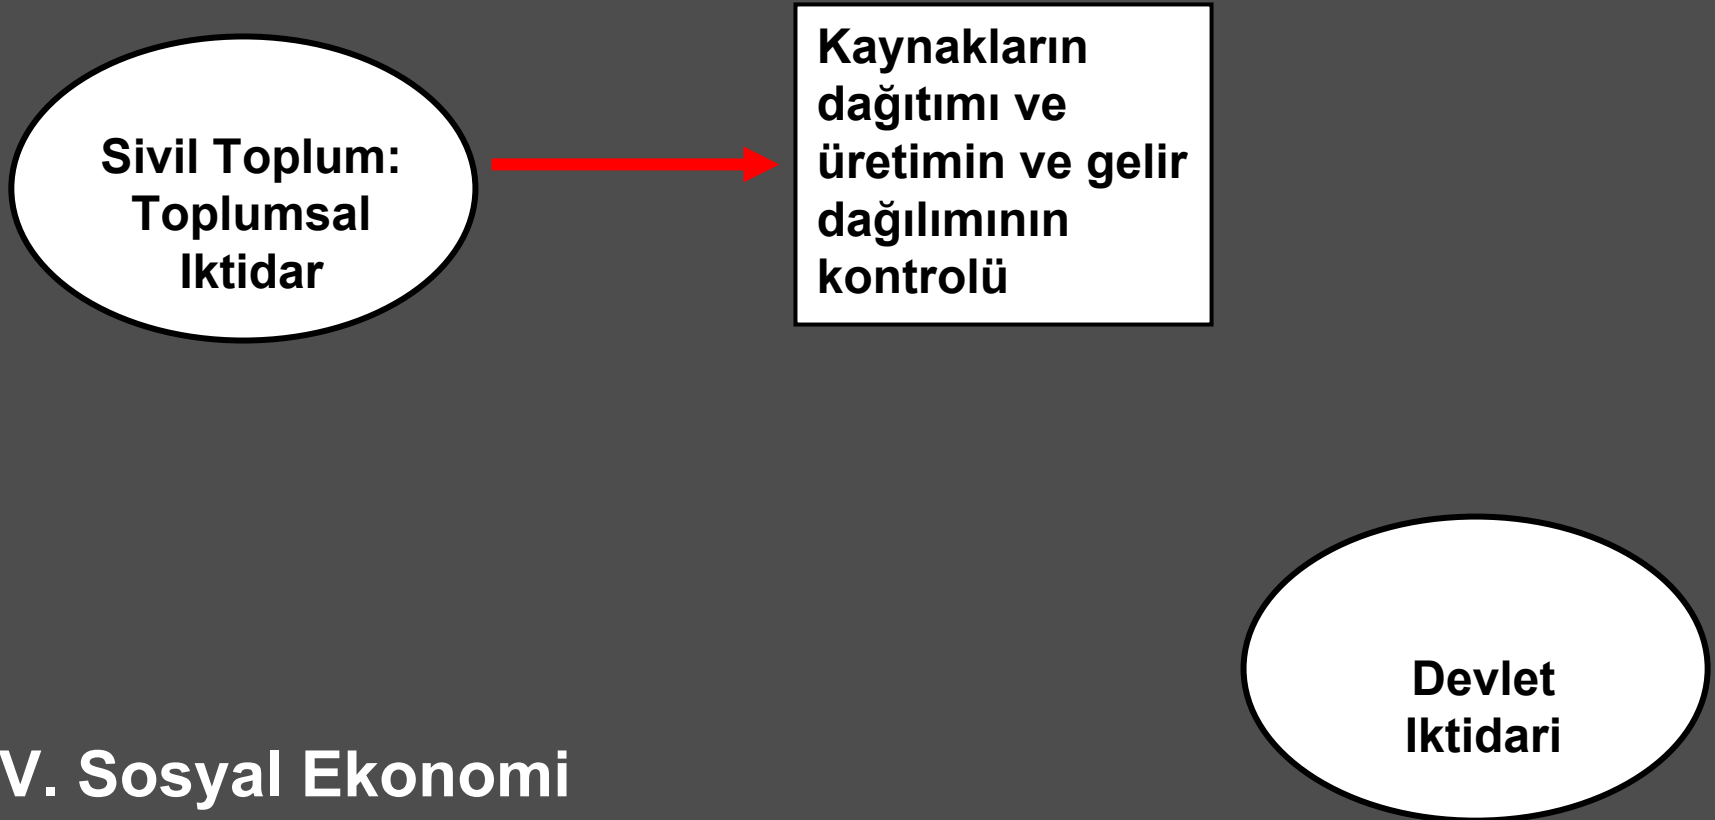 Sivil Toplum:
Toplumsal
Iktidar
Kaynakların
dağıtımı ve
üretimin ve gelir
dağılımının
kontrolü
Devlet
Iktidari
V. Sosyal Ekonomi